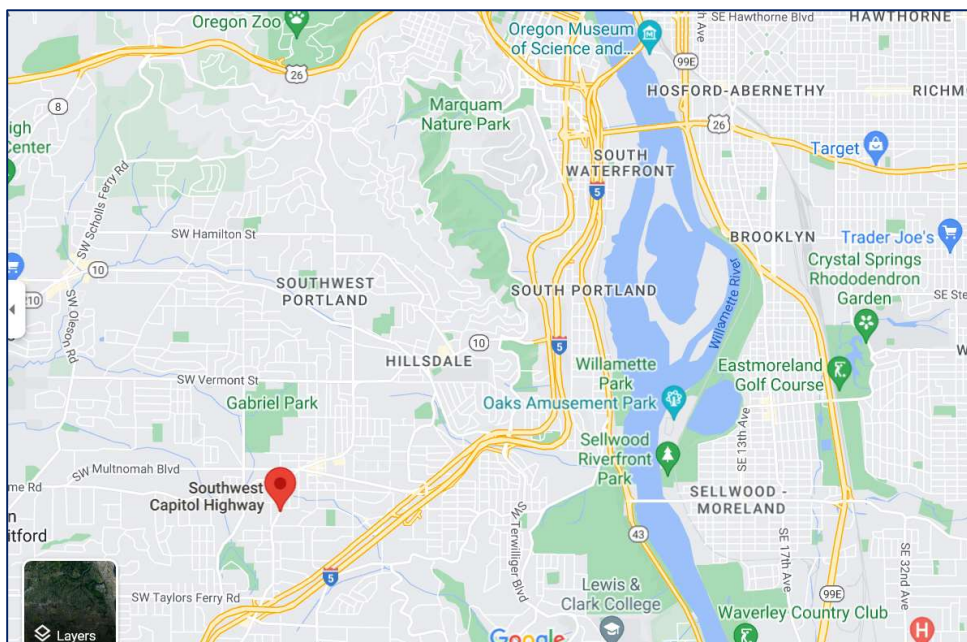 Oregon Zoo
Oregon Museum
of Science and...
SE Hawthorne Blvd
HAWTHORNE
26
99E
8
HOSFORD-ABERNETHY
RICHM
Marquam
Nature Park
26
igh
Center
SW Scholls Ferry Rd
SOUTH
WATERFRONT
5
Target
SW Hamilton St
BROOKLYN
Trader Joe's
10
Crystal Springs
Rhododendron
Garden
SOUTHWEST
PORTLAND
SOUTH PORTLAND
Willamette River
SE Ste
210
SW Oleson Rd
HILLSDALE
10
5
Willamette
Park
Eastmoreland
Golf Course
SW Vermont St
Gabriel Park
Oaks Amusement Park
SE 13th Ave
Sellwood
Riverfront
Park
SW Multnomah Blvd
me Rd
Southwest
Capitol Highway
SELLWOOD -
MORELAND
SW Terwilliger Blvd
itford
43
SE 17th Ave
SE 32nd Ave
5
SW Taylors Ferry Rd
Lewis &
Clark College
99E
Waverley Country Club
H
Layers
Google